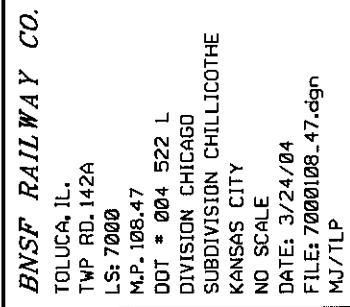 BNSF RAILWAY CO.
TOLUCA, IL.
TWP RD. 142A
LS: 7000
M.P. 108.47
DOT # 004 522 L
DIVISION CHICAGO
SUBDIVISION CHILLICOTHE
KANSAS CITY
NO SCALE
DATE: 3/24/04
FILE: 7000108_47.dgn
MJ/TLP